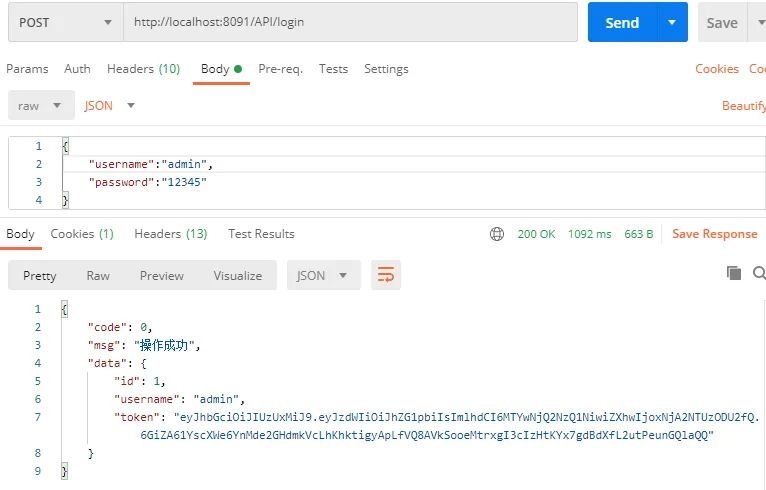 POST http://localhost:8091/API/login Send Save
Params Auth Headers (10) Body Pre-req. Tests Settings Cookies Co
raw JSON Beautify
1 {
2 "username":"admin",
3 "password":"12345"
4 }
Body Cookies (1) Headers (13) Test Results 200 OK 1092 ms 663 B Save Response
Pretty Raw Preview Visualize JSON
1 {
2 "code": 0,
3 "msg": "操作成功",
4 "data": {
5 "id": 1,
6 "username": "admin",
7 "token": "eyJhbGciOiJIUzUxMiJ9.eyJzdWIiOiJhZG1pbiIsImlhdCI6MTYwNjQ2NzQ1NiwiZXhwIjoxNjA2NTUzODU2fQ.
6GiZA61YscXWe6YnMde2GHdmkVcLhKhktigyApLfVQ8AVkSooeMtrxgI3cIzHtKYx7gdBdXfL2utPeunGQlaQQ"
8 }
9 }